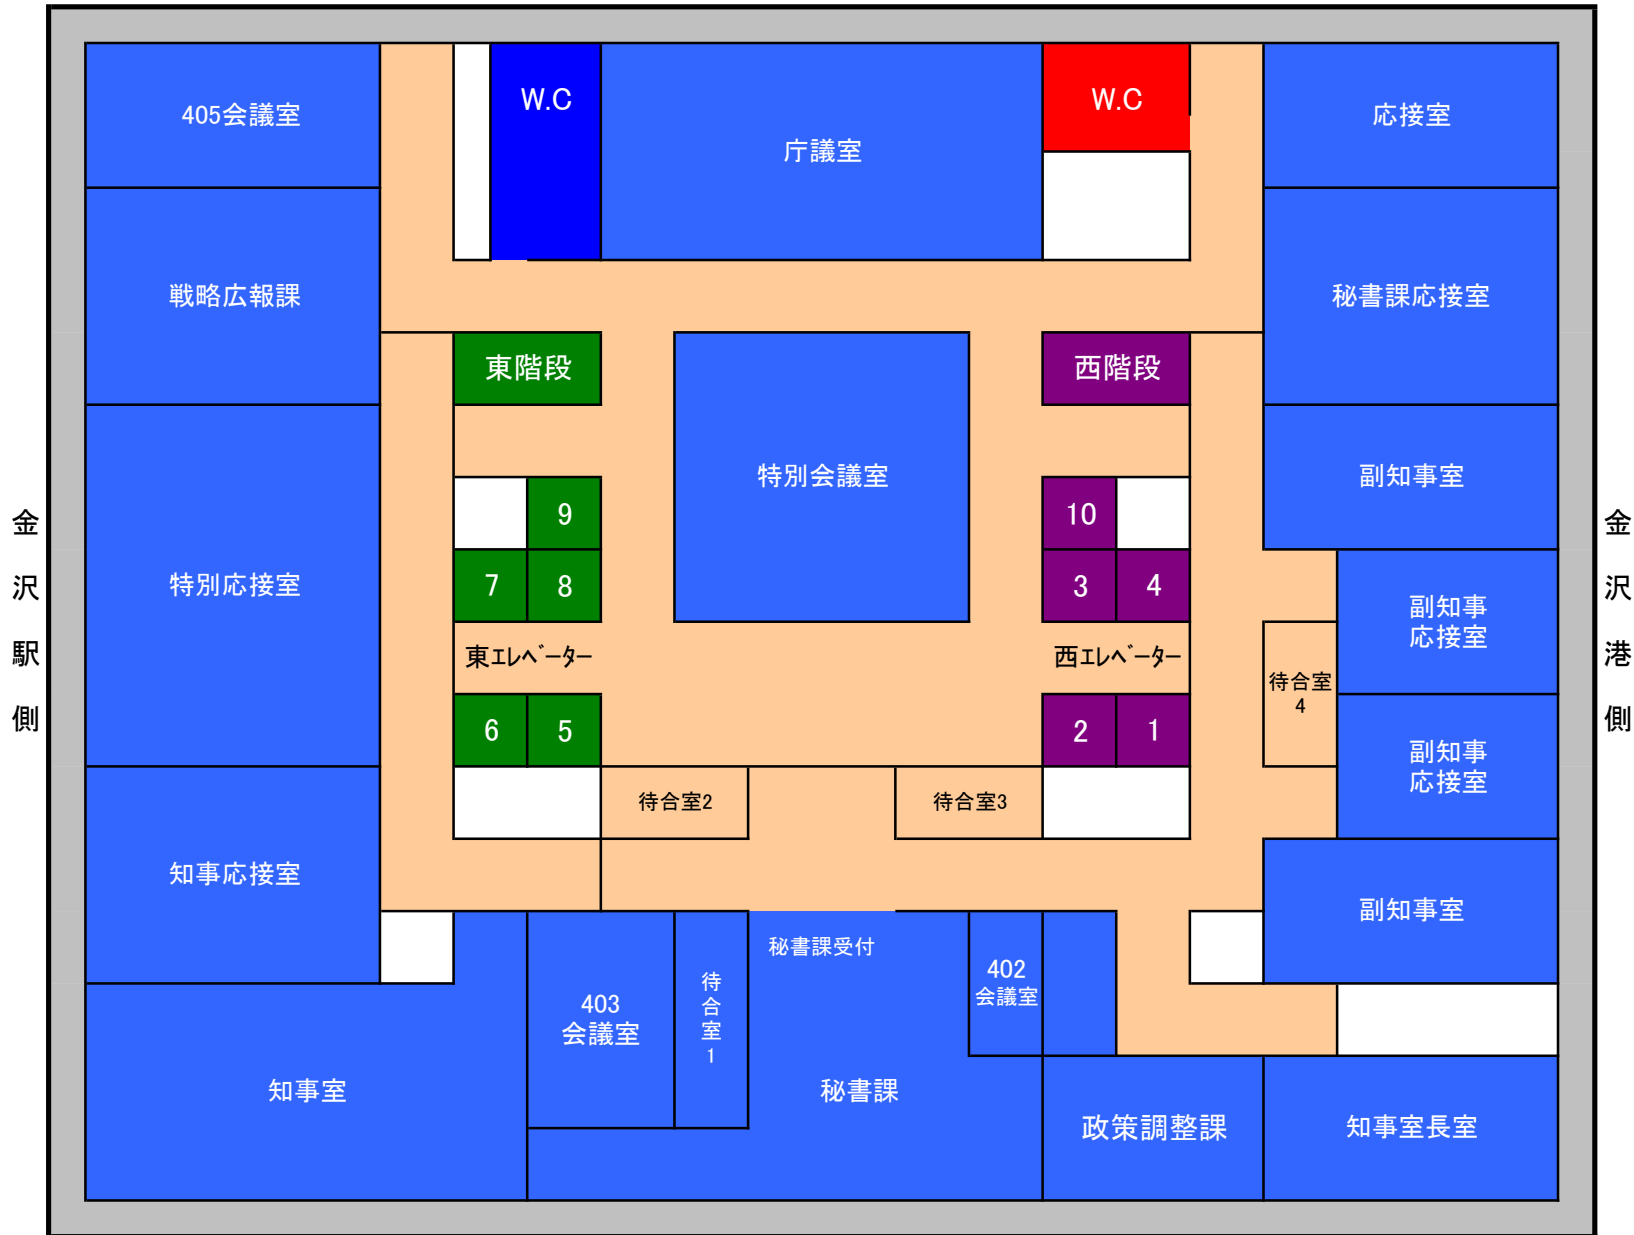 W.C
W.C
405会議室
庁議室
応接室
戦略広報課
秘書課応接室
東階段
西階段
特別会議室
副知事室
9
10
金沢駅側
金沢港側
特別応接室
7
8
3
4
副知事
応接室
東エレベーター
西エレベーター
待合室
4
6
5
2
1
副知事
応接室
待合室2
待合室3
知事応接室
副知事室
秘書課受付
402
会議室
403
会議室
待合室1
知事室
秘書課
政策調整課
知事室長室